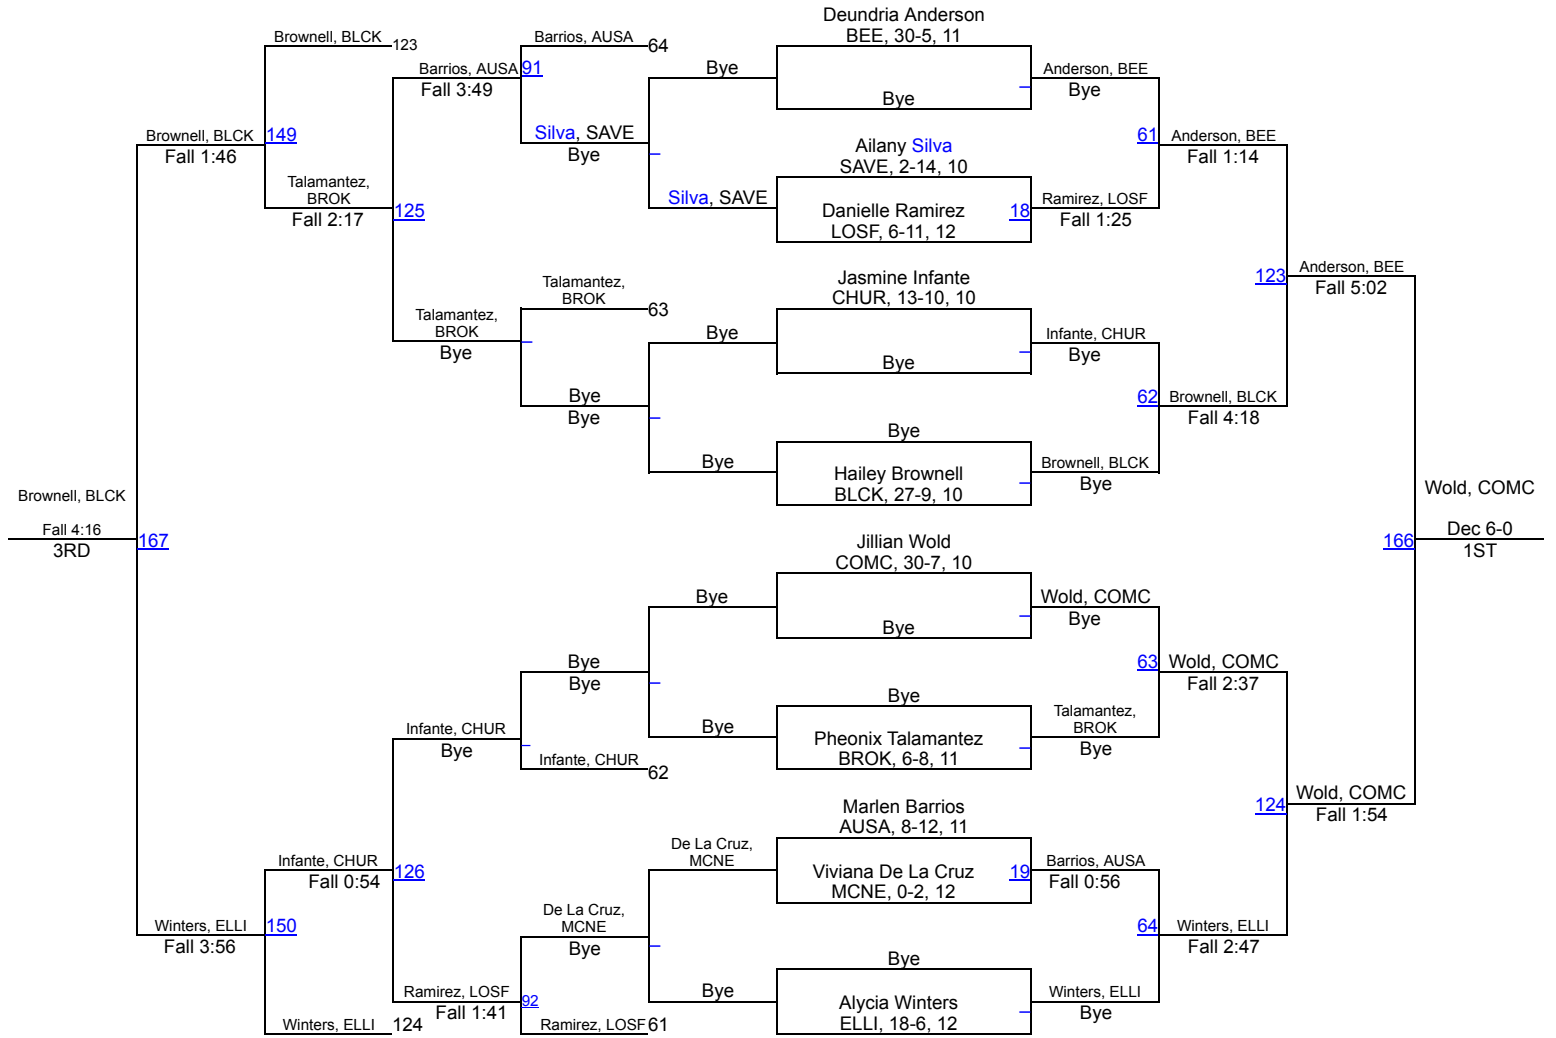 Deundria Anderson
BEE, 30-5, 11
Brownell, BLCK 123
Barrios, AUSA 64
Barrios, AUSA 91
Fall 3:49
Bye
Anderson, BEE
Bye
Bye
Brownell, BLCK 149
Fall 1:46
Silva, SAVE
Bye
Ailany Silva
SAVE, 2-14, 10
61 Anderson, BEE
Fall 1:14
Talamantez,
BROK
Fall 2:17
125
Silva, SAVE
Danielle Ramirez
LOSF, 6-11, 12
18
Ramirez, LOSF
Fall 1:25
Talamantez,
BROK
63
Jasmine Infante
CHUR, 13-10, 10
123
Anderson, BEE
Fall 5:02
Talamantez,
BROK
Bye
Bye
Bye
Infante, CHUR
Bye
Bye
Bye
62 Brownell, BLCK
Fall 4:18
Bye
Bye
Hailey Brownell
BLCK, 27-9, 10
Brownell, BLCK
Bye
Brownell, BLCK
Fall 4:16
3RD
167
Wold, COMC
166
Dec 6-0
1ST
Jillian Wold
COMC, 30-7, 10
Bye
Bye
Wold, COMC
Bye
Bye
Bye
63 Wold, COMC
Fall 2:37
Infante, CHUR
Bye
Infante, CHUR 62
Bye
Bye
Pheonix Talamantez
BROK, 6-8, 11
Talamantez,
BROK
Bye
Marlen Barrios
AUSA, 8-12, 11
124
Wold, COMC
Fall 1:54
Infante, CHUR
Fall 0:54
126
De La Cruz,
MCNE
Viviana De La Cruz
MCNE, 0-2, 12
19
Barrios, AUSA
Fall 0:56
Winters, ELLI 150
Fall 3:56
De La Cruz,
MCNE
Bye
64 Winters, ELLI
Fall 2:47
Ramirez, LOSF 92
Fall 1:41
Bye
Bye
Alycia Winters
ELLI, 18-6, 12
Winters, ELLI
Bye
Winters, ELLI 124
Ramirez, LOSF 61